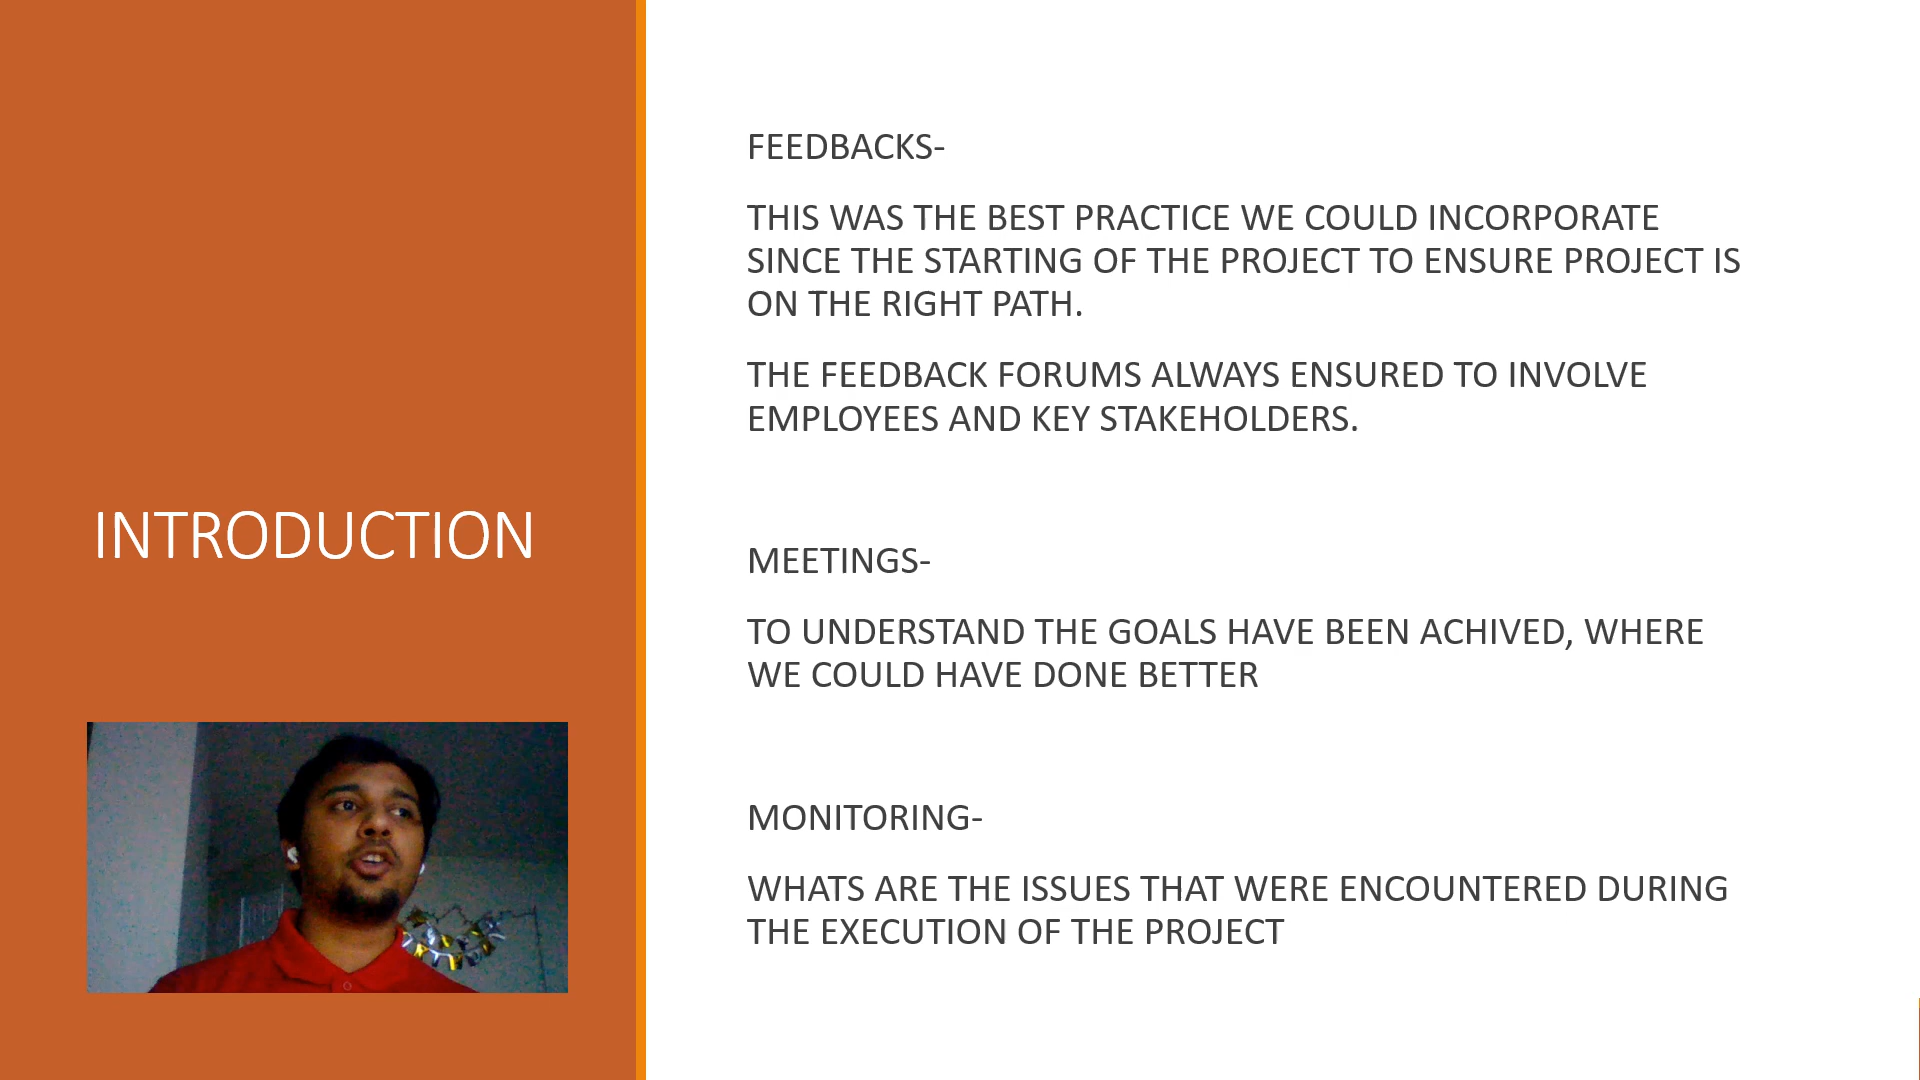 INTRODUCTION
FEEDBACKS-
THIS WAS THE BEST PRACTICE WE COULD INCORPORATE
SINCE THE STARTING OF THE PROJECT TO ENSURE PROJECT IS
ON THE RIGHT PATH.
THE FEEDBACK FORUMS ALWAYS ENSURED TO INVOLVE
EMPLOYEES AND KEY STAKEHOLDERS.
MEETINGS-
TO UNDERSTAND THE GOALS HAVE BEEN ACHIVED, WHERE
WE COULD HAVE DONE BETTER
MONITORING-
WHATS ARE THE ISSUES THAT WERE ENCOUNTERED DURING
THE EXECUTION OF THE PROJECT